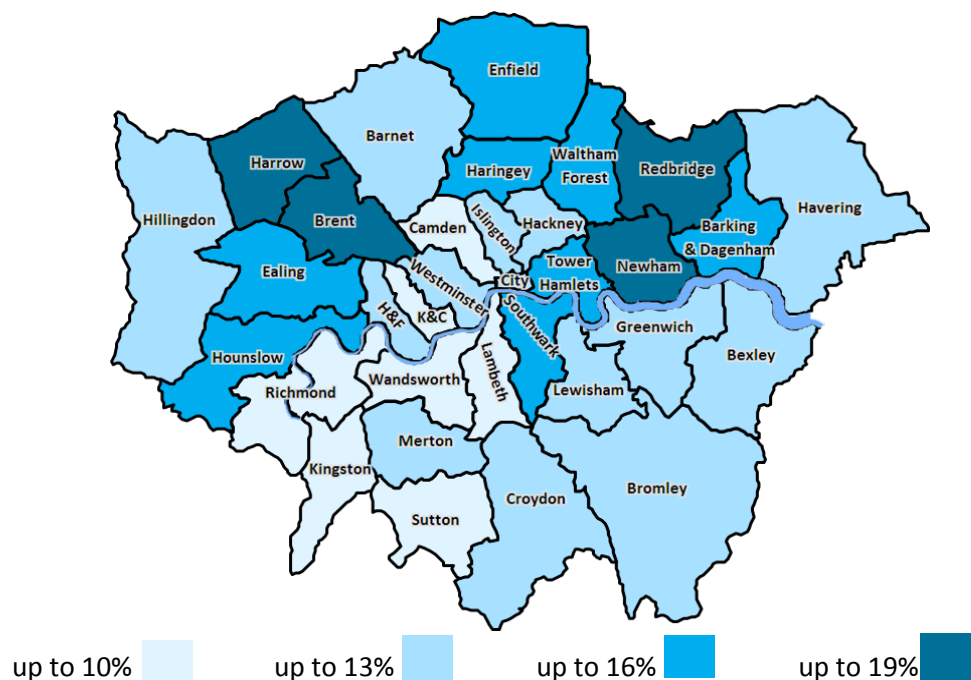 Enfield
Barnet
Harrow
Haringey
Waltham
Forest
Redbridge
Havering
Hillingdon
Brent
Camden
Islington
Hackney
Barking
& Dagenham
Ealing
Westminster
City
Tower
Hamlets
Newham
H&F
K&C
Southwark
Greenwich
Hounslow
Bexley
Richmond
Wandsworth
Lambeth
Lewisham
Merton
Kingston
Sutton
Croydon
Bromley
up to 10%
up to 13%
up to 16%
up to 19%